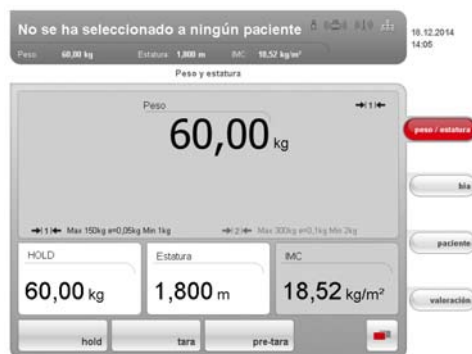 No se ha seleccionado a ningún paciente
18.12.2014
14:05
Peso: 60,00 kg Estatura: 1,800 m IMC: 18,52 kg/m²
Peso y estatura
Peso
60,00 kg
1
peso / estatura
bia
paciente
valoración
1 Max 150kg e=0,05kg Min 1kg 2 Max 300kg e=0,1kg Min 2kg
HOLD Estatura IMC
60,00 kg 1,800 m 18,52 kg/m²
hold tara pre-tara